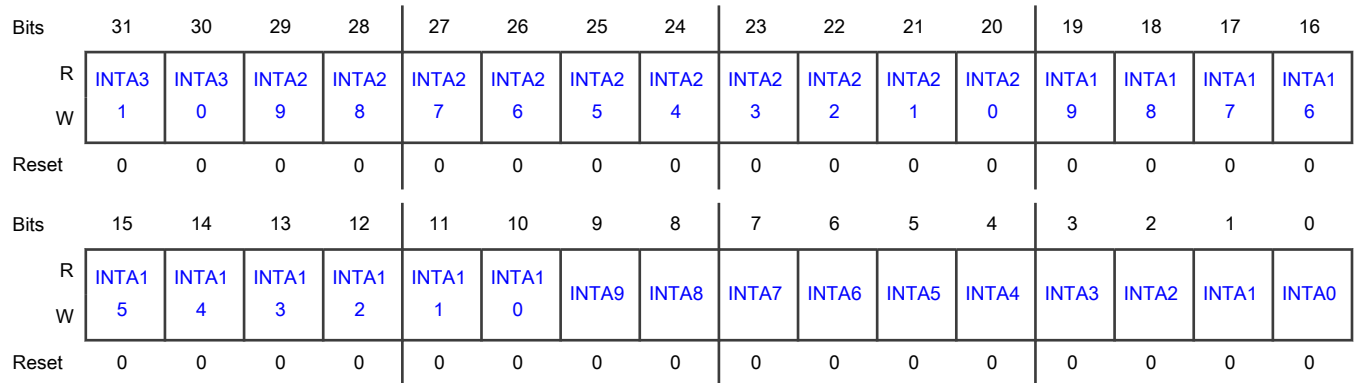 Bits 31 30 29 28 27 26 25 24 23 22 21 20 19 18 17 16
R INTA3 INTA3 INTA2 INTA2 INTA2 INTA2 INTA2 INTA2 INTA2 INTA2 INTA2 INTA2 INTA1 INTA1 INTA1 INTA1
W 1 0 9 8 7 6 5 4 3 2 1 0 9 8 7 6
Reset 0 0 0 0 0 0 0 0 0 0 0 0 0 0 0 0
Bits 15 14 13 12 11 10 9 8 7 6 5 4 3 2 1 0
R INTA1 INTA1 INTA1 INTA1 INTA1 INTA1 INTA9 INTA8 INTA7 INTA6 INTA5 INTA4 INTA3 INTA2 INTA1 INTA0
W 5 4 3 2 1 0
Reset 0 0 0 0 0 0 0 0 0 0 0 0 0 0 0 0